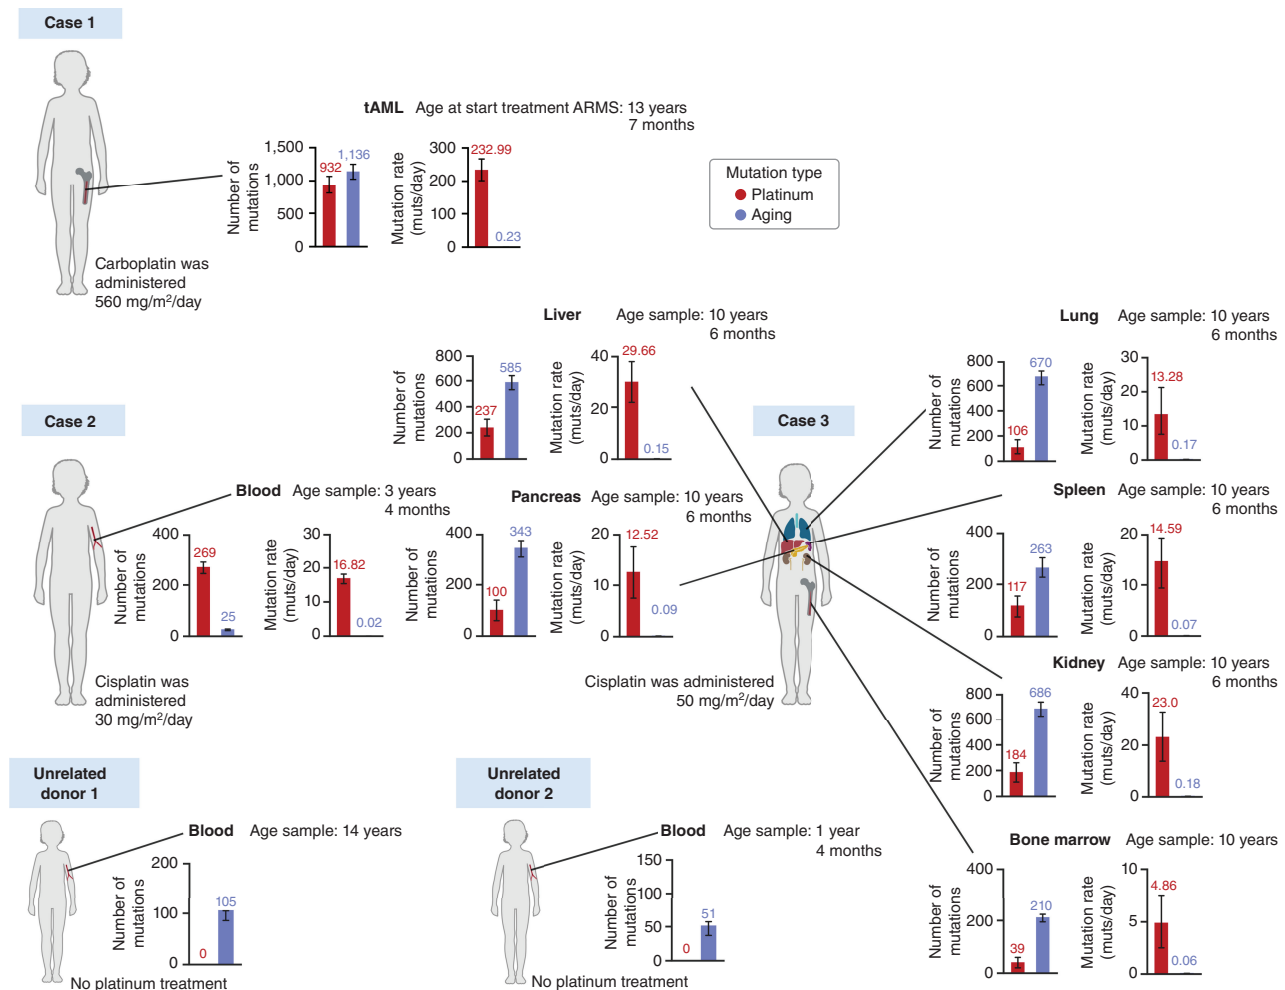 Case 1
tAML Age at start treatment ARMS: 13 years
7 months
Number of
mutations
1,500
1,000
500
0
932
1,136
Mutation rate
(muts/day)
300
200
100
0
232.99
0.23
Mutation type
Platinum
Aging
Carboplatin was
administered
560 mg/m²/day
Liver Age sample: 10 years
6 months
Number of
mutations
800
600
400
200
0
237
585
Mutation rate
(muts/day)
40
20
0
29.66
0.15
Lung Age sample: 10 years
6 months
Number of
mutations
800
600
400
200
0
106
670
Mutation rate
(muts/day)
30
20
10
0
13.28
0.17
Case 2
Blood Age sample: 3 years
4 months
Number of
mutations
400
200
0
269
25
Mutation rate
(muts/day)
30
20
10
0
16.82
0.02
Cisplatin was
administered
30 mg/m²/day
Case 3
Pancreas Age sample: 10 years
6 months
Number of
mutations
400
200
0
100
343
Mutation rate
(muts/day)
20
10
0
12.52
0.09
Cisplatin was administered
50 mg/m²/day
Spleen Age sample: 10 years
6 months
Number of
mutations
400
200
0
117
263
Mutation rate
(muts/day)
20
10
0
14.59
0.07
Kidney Age sample: 10 years
6 months
Number of
mutations
800
600
400
200
0
184
686
Mutation rate
(muts/day)
40
20
0
23.0
0.18
Unrelated
donor 1
Blood Age sample: 14 years
Number of
mutations
200
100
0
0
105
No platinum treatment
Unrelated
donor 2
Blood Age sample: 1 year
4 months
Number of
mutations
150
100
50
0
0
51
No platinum treatment
Bone marrow Age sample: 10 years
Number of
mutations
400
200
0
39
210
Mutation rate
(muts/day)
10
5
0
4.86
0.06